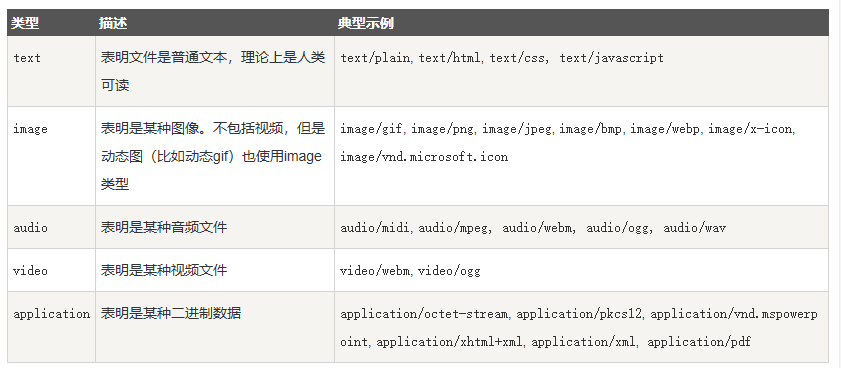 类型 描述 典型示例
text 表明文件是普通文本，理论上是人类 text/plain, text/html, text/css, text/javascript
可读
image 表明是某种图像。不包括视频，但是 image/gif, image/png, image/jpeg, image/bmp, image/webp, image/x-icon,
动态图（比如动态gif）也使用image image/vnd.microsoft.icon
类型
audio 表明是某种音频文件 audio/midi, audio/mpeg, audio/webm, audio/ogg, audio/wav
video 表明是某种视频文件 video/webm, video/ogg
application 表明是某种二进制数据 application/octet-stream, application/pkcs12, application/vnd.mspowerp
oint, application/xhtml+xml, application/xml, application/pdf